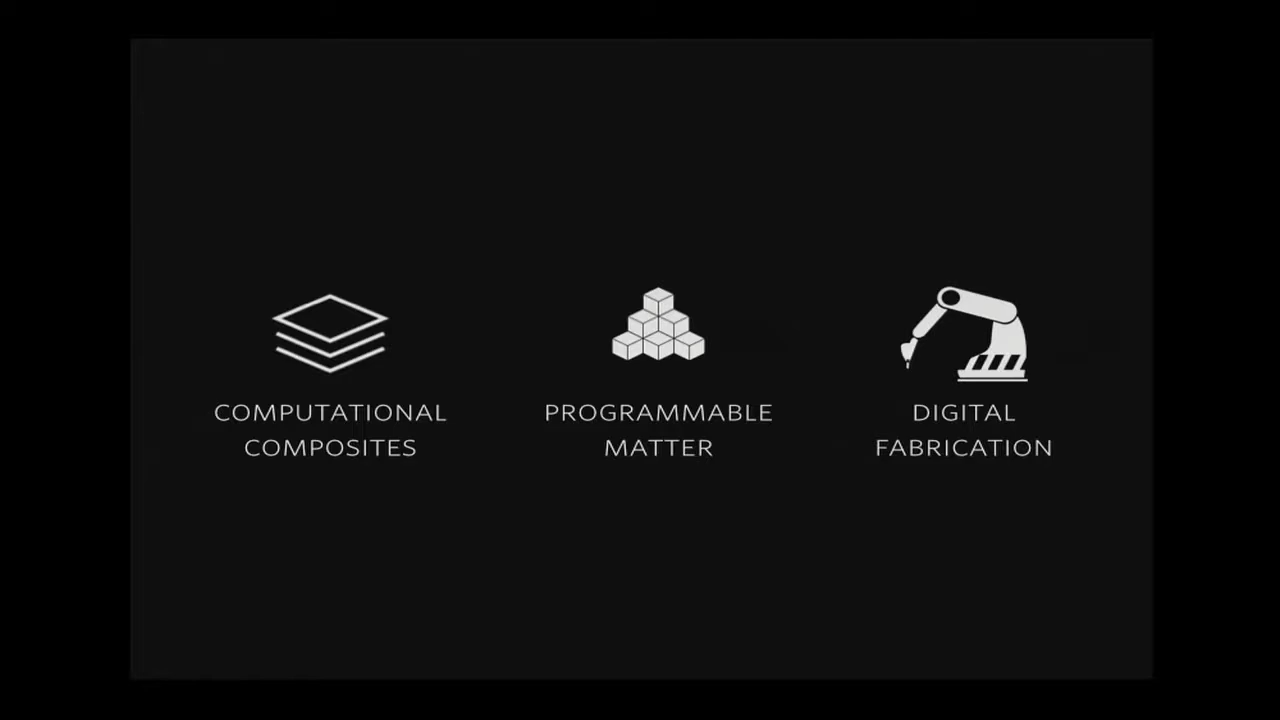 COMPUTATIONAL
COMPOSITES
PROGRAMMABLE
MATTER
DIGITAL
FABRICATION